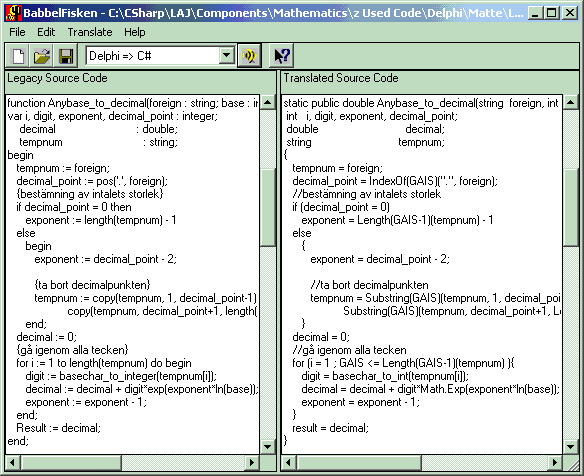 BabbelFisken - C:\CSharp\LAJ\Components\Mathematics\z Used Code\Delphi\Matte\L...
File Edit Translate Help
Delphi => C#
Legacy Source Code
function Anybase_to_decimal(foreign : string; base : in
var i, digit, exponent, decimal_point : integer;
decimal : double;
tempnum : string;
begin
tempnum := foreign;
decimal_point := pos('.', foreign);
{bestämning av intalets storlek}
if decimal_point = 0 then
exponent := length(tempnum) - 1
else
begin
exponent := decimal_point - 2;
{ta bort decimalpunkten}
tempnum := copy(tempnum, 1, decimal_point-1)
copy(tempnum, decimal_point+1, length(
end;
decimal := 0;
{gå igenom alla tecken}
for i := 1 to length(tempnum) do begin
digit := basechar_to_integer(tempnum[i]);
decimal := decimal + digit*exp(exponent*ln(base));
exponent := exponent - 1;
end;
Result := decimal;
end;
Translated Source Code
static public double Anybase_to_decimal(string foreign, int
int i, digit, exponent, decimal_point;
double decimal;
string tempnum;
{
tempnum = foreign;
decimal_point = IndexOf(GAIS)(".", foreign);
//bestämning av intalets storlek
if (decimal_point = 0)
exponent = Length(GAIS-1)(tempnum) - 1
else
{
exponent = decimal_point - 2;
//ta bort decimalpunkten
tempnum = Substring(GAIS)(tempnum, 1, decimal_poi
Substring(GAIS)(tempnum, decimal_point+1, Le
}
decimal = 0;
//gå igenom alla tecken
for (i = 1 ; GAIS <= Length(GAIS-1)(tempnum) ){
digit = basechar_to_int(tempnum[i]);
decimal = decimal + digit*Math.Exp(exponent*ln(base));
exponent = exponent - 1;
}
result = decimal;
}